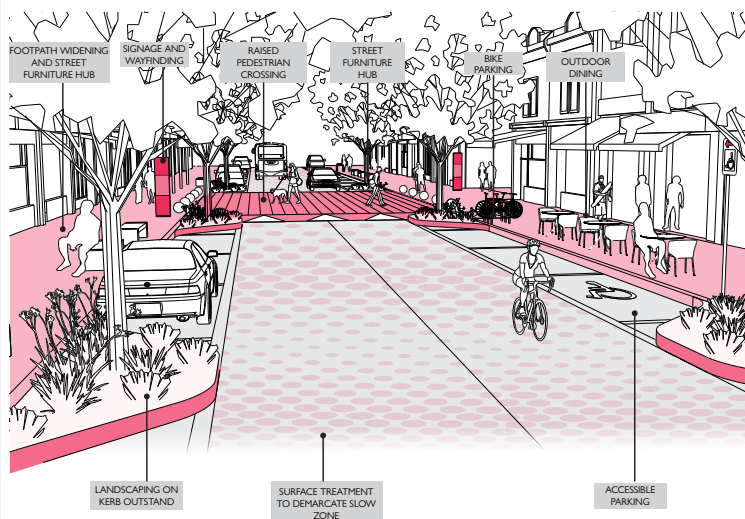 FOOTPATH WIDENING
AND STREET
FURNITURE HUB
SIGNAGE AND
WAYFINDING
RAISED
PEDESTRIAN
CROSSING
STREET
FURNITURE
HUB
BIKE
PARKING
OUTDOOR
DINING
LANDSCAPING ON
KERB OUTSTAND
SURFACE TREATMENT
TO DEMARCATE SLOW
ZONE
ACCESSIBLE
PARKING